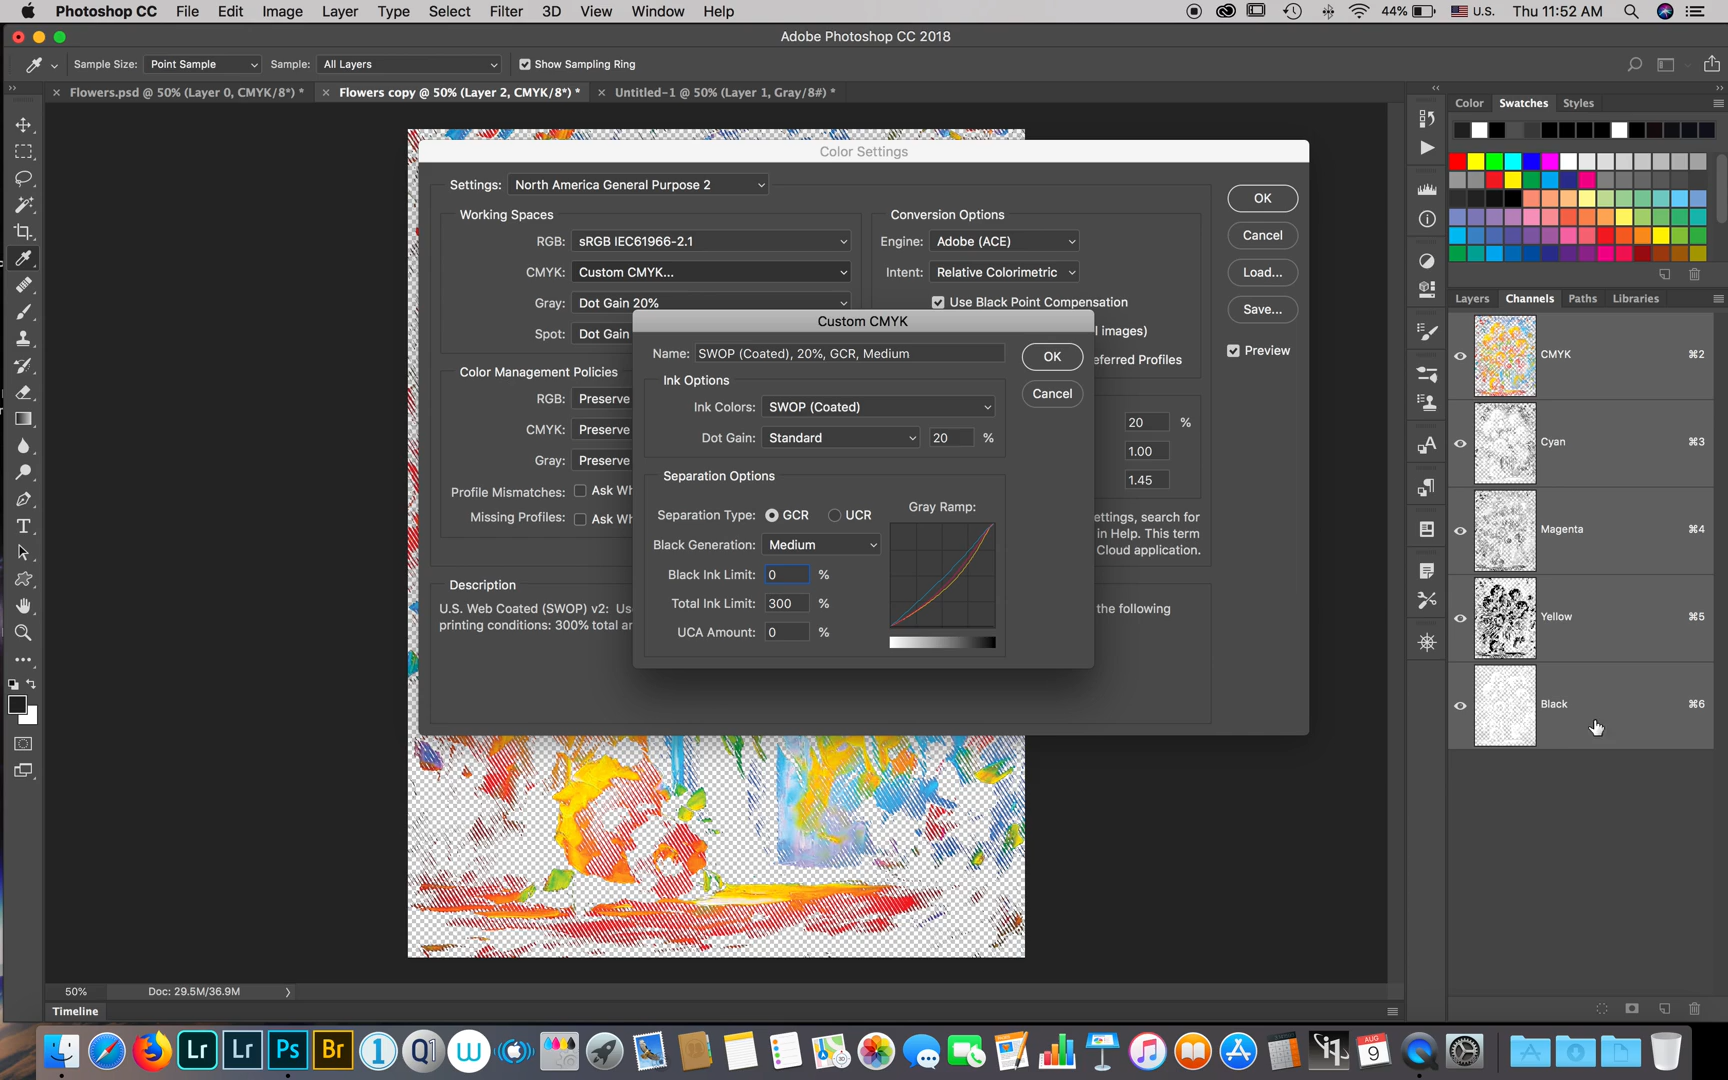 Photoshop CC File Edit Image Layer Type Select Filter 3D View Window Help 44% U.S. Thu 11:52 AM
Adobe Photoshop CC 2018
Sample Size: Point Sample Sample: All Layers Show Sampling Ring
Flowers.psd @ 50% (Layer 0, CMYK/8*) * Flowers copy @ 50% (Layer 2, CMYK/8*) * Untitled-1 @ 50% (Layer 1, Gray/8#) *
Color Swatches Styles
Color Settings
Settings: North America General Purpose 2
OK
Working Spaces
RGB: sRGB IEC61966-2.1
CMYK: Custom CMYK...
Gray: Dot Gain 20%
Spot: Dot Gain
Conversion Options
Engine: Adobe (ACE)
Intent: Relative Colorimetric
Use Black Point Compensation
l images)
eferred Profiles
Cancel
Load...
Save...
Preview
Color Management Policies
RGB: Preserve
CMYK: Preserve
Gray: Preserve
Profile Mismatches: Ask Wh
Missing Profiles: Ask Wh
20 %
1.00
1.45
ettings, search for
in Help. This term
Cloud application.
Description
U.S. Web Coated (SWOP) v2: Use
the following
printing conditions: 300% total ar
Custom CMYK
Name: SWOP (Coated), 20%, GCR, Medium
OK
Cancel
Ink Options
Ink Colors: SWOP (Coated)
Dot Gain: Standard 20 %
Separation Options
Separation Type: GCR UCR
Gray Ramp:
Black Generation: Medium
Black Ink Limit: 0 %
Total Ink Limit: 300 %
UCA Amount: 0 %
Layers Channels Paths Libraries
CMYK ⌘2
Cyan ⌘3
Magenta ⌘4
Yellow ⌘5
Black ⌘6
50% Doc: 29.5M/36.9M
Timeline
Lr Lr Ps Br 1 Q1 W
AUG
9